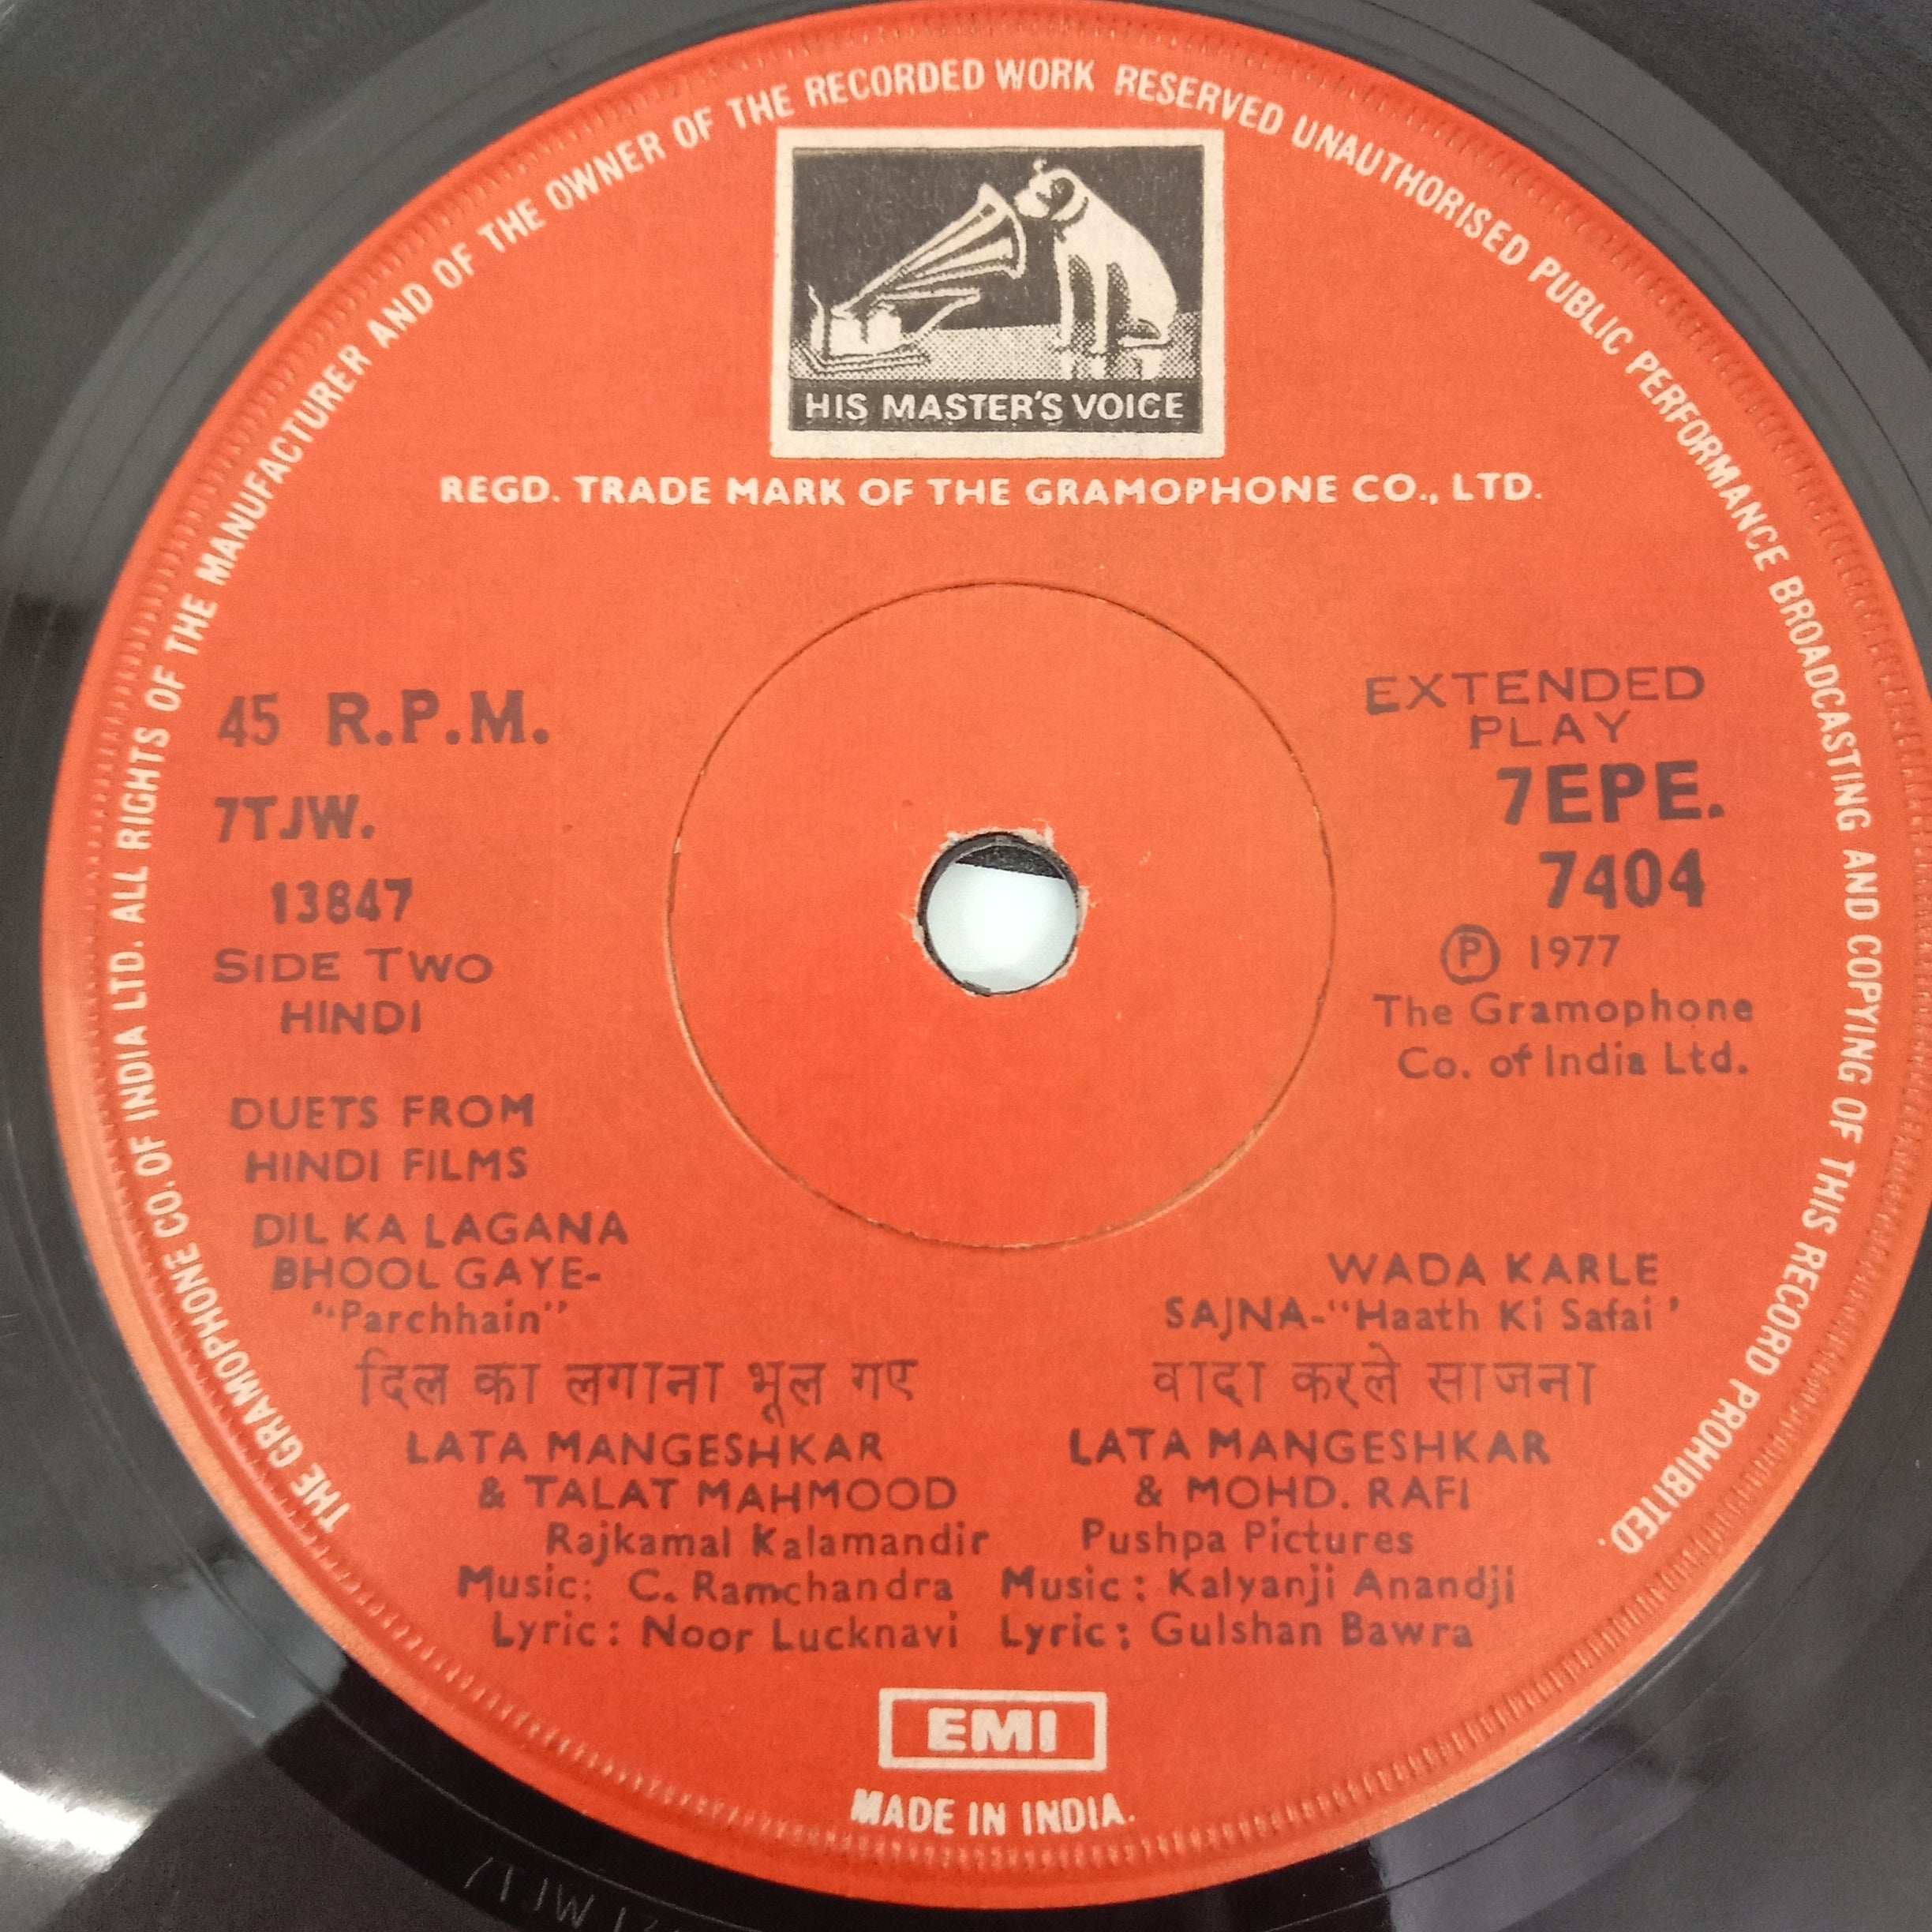 THE GRAMOPHONE CO. OF INDIA LTD. ALL RIGHTS OF THE MANUFACTURER AND OF THE OWNER OF THE RECORDED WORK RESERVED UNAUTHORISED PUBLIC PERFORMANCE BROADCASTING AND COPYING OF THIS RECORD PROHIBITED.
HIS MASTER'S VOICE
REGD. TRADE MARK OF THE GRAMOPHONE CO., LTD.
45 R.P.M.
7TJW.
13847
SIDE TWO
HINDI
EXTENDED
PLAY
7EPE.
7404
Ⓟ 1977
The Gramophone
Co. of India Ltd.
DUETS FROM
HINDI FILMS
DIL KA LAGANA
BHOOL GAYE-
"Parchhain"
दिल का लगाना भूल गए
LATA MANGESHKAR
& TALAT MAHMOOD
Rajkamal Kalamandir
Music: C. Ramchandra
Lyric: Noor Lucknavi
WADA KARLE
SAJNA-"Haath Ki Safai'
वादा करले साजना
LATA MANGESHKAR
& MOHD. RAFI
Pushpa Pictures
Music: Kalyanji Anandji
Lyric: Gulshan Bawra
EMI
MADE IN INDIA.